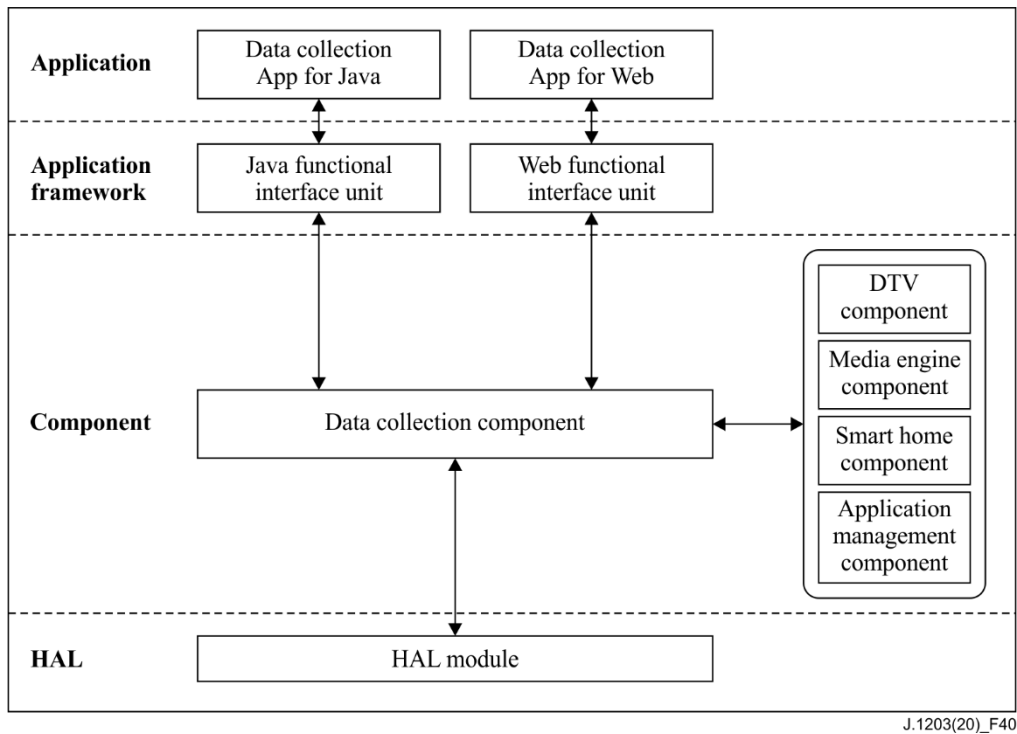 Application
Data collection
App for Java
Data collection
App for Web
Application
framework
Java functional
interface unit
Web functional
interface unit
Component
Data collection component
DTV
component
Media engine
component
Smart home
component
Application
management
component
HAL
HAL module
J.1203(20)_F40